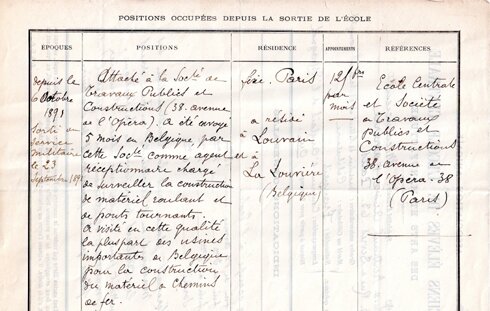 POSITIONS OCCUPÉES DEPUIS LA SORTIE DE L'ÉCOLE
ÉPOQUES
POSITIONS
RÉSIDENCE
APPOINTEMENTS
RÉFÉRENCES
depuis le
10 Octobre
1891
Sorti du
Service
Militaire
le 23
Septembre 1891
Attaché à la Socté de
Travaux Publics et
Constructions (38. avenue
de l'Opéra). A été envoyé
5 mois en Belgique, par
cette Socté comme agent
réceptionnaire chargé
de surveiller la construction
de matériel roulant et
de ponts tournants.
A visité en cette qualité
la plupart des usines
importantes en Belgique
pour la construction
du matériel de chemins
de fer.
fixe. Paris
a résidé
à Louvain
et à
La Louvière
(Belgique)
par
mois
École Centrale
et Société
de Travaux
Publics et
Constructions
38. avenue de
l'Opéra. 38
(Paris)